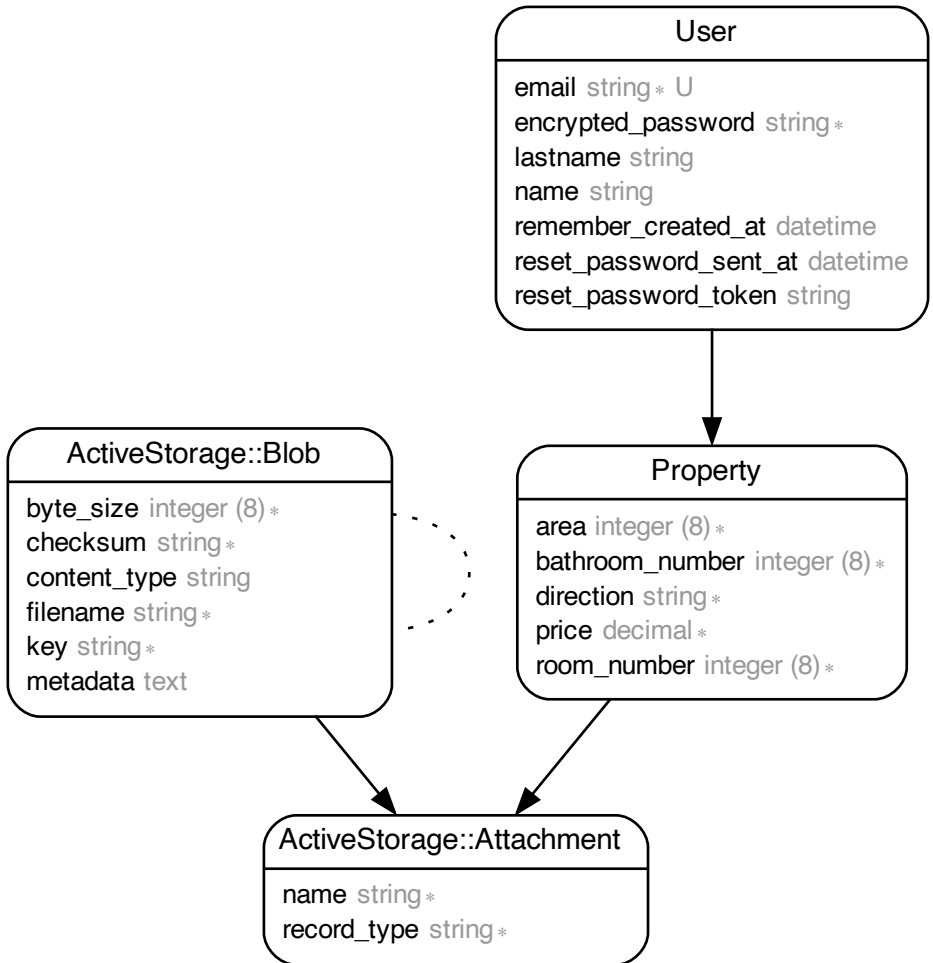 User
email string∗ U
encrypted_password string∗
lastname string
name string
remember_created_at datetime
reset_password_sent_at datetime
reset_password_token string
ActiveStorage::Blob
byte_size integer (8)∗
checksum string∗
content_type string
filename string∗
key string∗
metadata text
Property
area integer (8)∗
bathroom_number integer (8)∗
direction string∗
price decimal∗
room_number integer (8)∗
ActiveStorage::Attachment
name string∗
record_type string∗